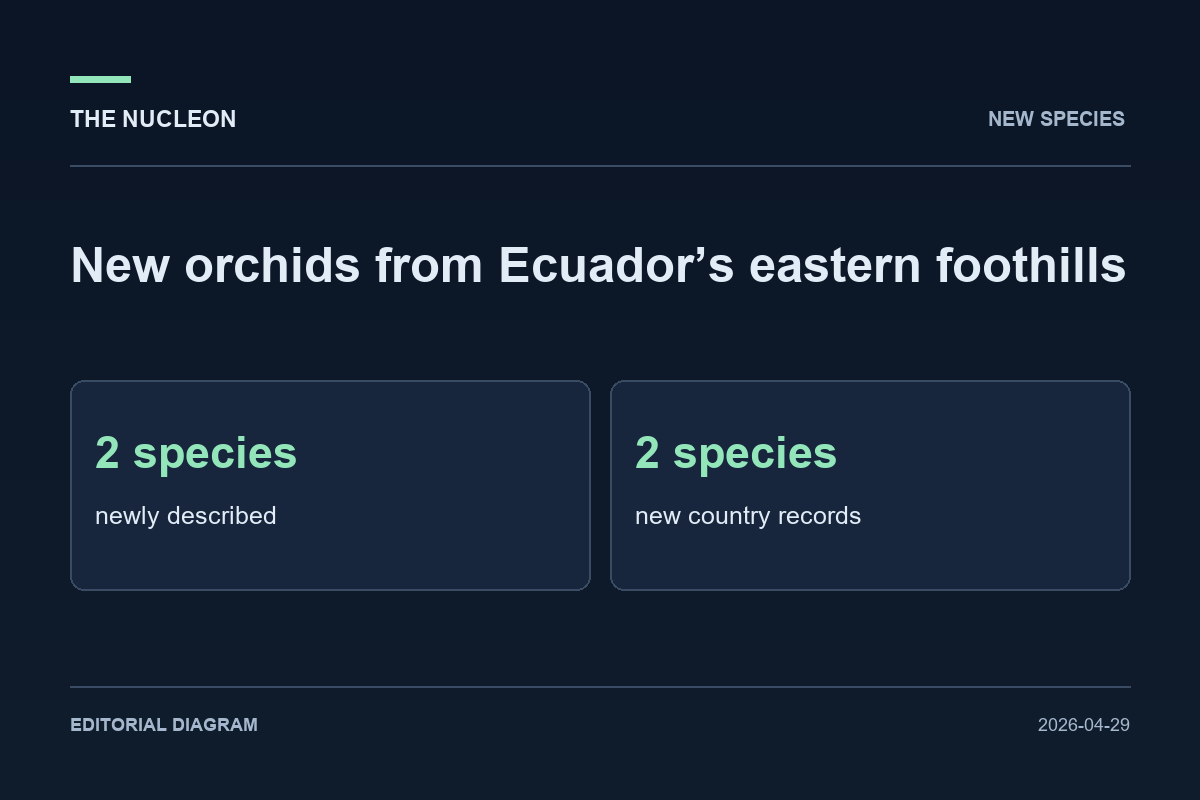 THE NUCLEON
NEW SPECIES
New orchids from Ecuador’s eastern foothills
2 species
newly described
2 species
new country records
EDITORIAL DIAGRAM
2026-04-29